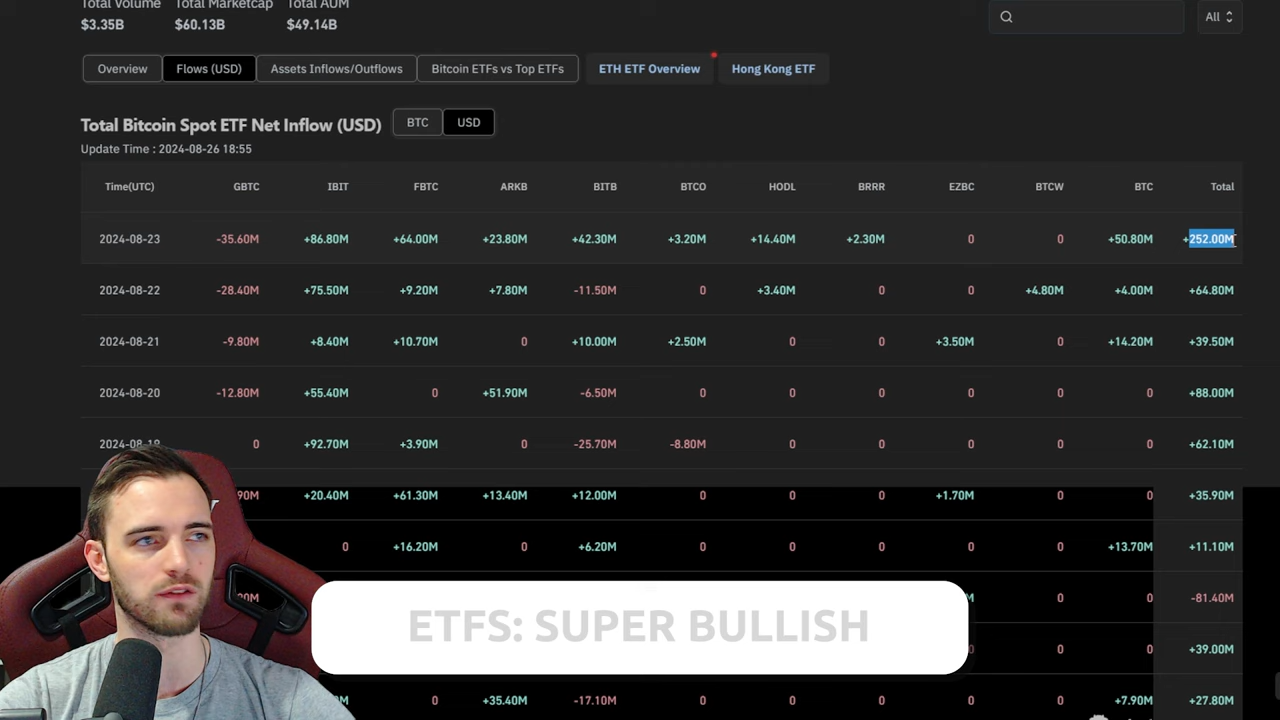 Total Volume Total Marketcap Total AUM
$3.35B $60.13B $49.14B
All
Overview Flows (USD) Assets Inflows/Outflows Bitcoin ETFs vs Top ETFs ETH ETF Overview Hong Kong ETF
Total Bitcoin Spot ETF Net Inflow (USD) BTC USD
Update Time : 2024-08-26 18:55
Time(UTC) GBTC IBIT FBTC ARKB BITB BTCO HODL BRRR EZBC BTCW BTC Total
2024-08-23 -35.60M +86.80M +64.00M +23.80M +42.30M +3.20M +14.40M +2.30M 0 0 +50.80M +252.00M
2024-08-22 -28.40M +75.50M +9.20M +7.80M -11.50M 0 +3.40M 0 0 +4.80M +4.00M +64.80M
2024-08-21 -9.80M +8.40M +10.70M 0 +10.00M +2.50M 0 0 +3.50M 0 +14.20M +39.50M
2024-08-20 -12.80M +55.40M 0 +51.90M -6.50M 0 0 0 0 0 0 +88.00M
2024-08-19 0 +92.70M +3.90M 0 -25.70M -8.80M 0 0 0 0 0 +62.10M
90M +20.40M +61.30M +13.40M +12.00M 0 0 0 +1.70M 0 0 +35.90M
0 +16.20M 0 +6.20M 0 0 0 0 0 +13.70M +11.10M
0 0 -81.40M
ETFS: SUPER BULLISH
0 0 0 +39.00M
+35.40M -17.10M 0 0 0 0 0 +7.90M +27.80M